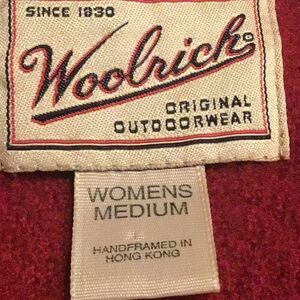 SINCE 1830
Woolrich
ORIGINAL
OUTDOORWEAR
WOMENS
MEDIUM
HANDFRAMED IN
HONG KONG